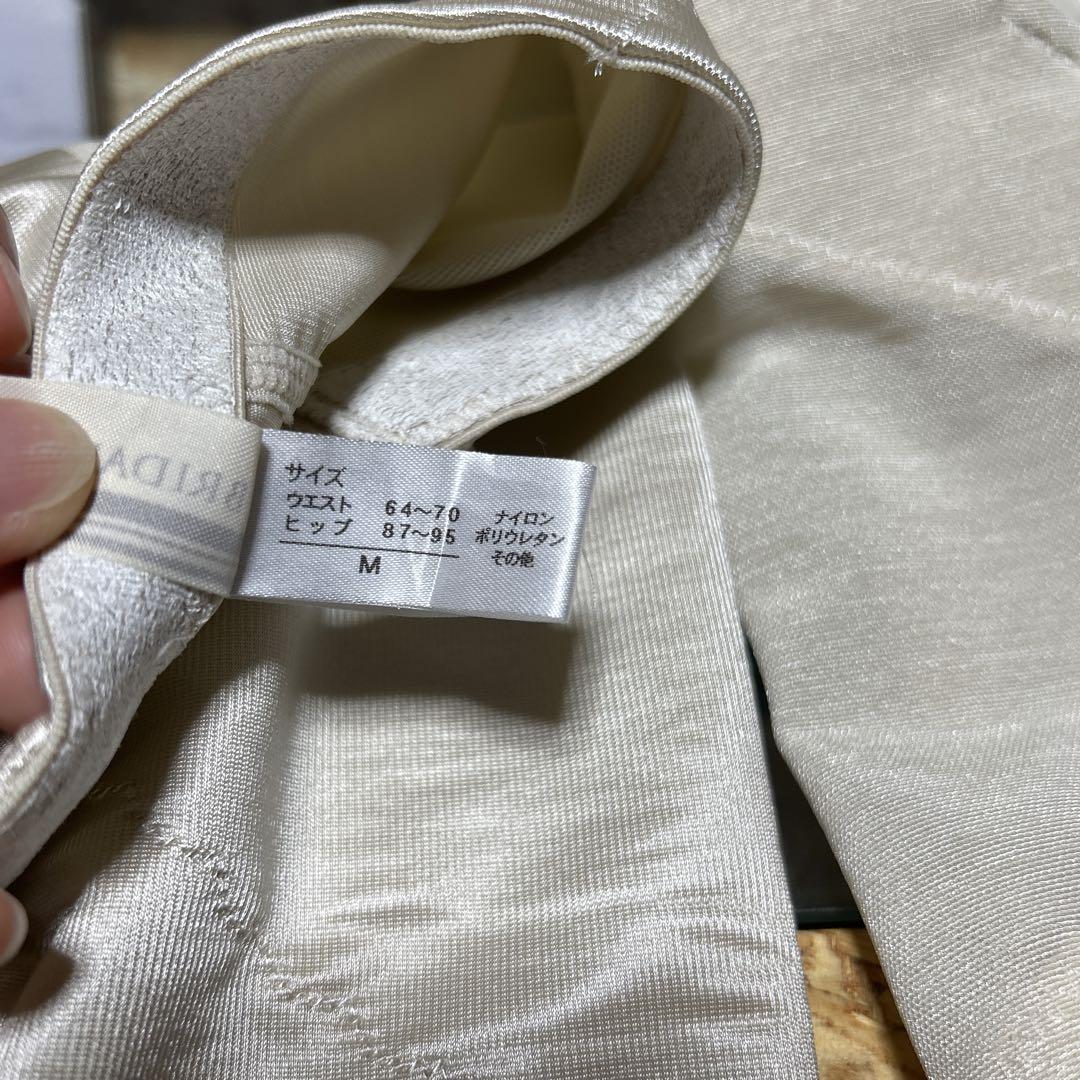 サイズ
ウエスト 64～70 ナイロン
ヒップ 87～95 ポリウレタン
M その他